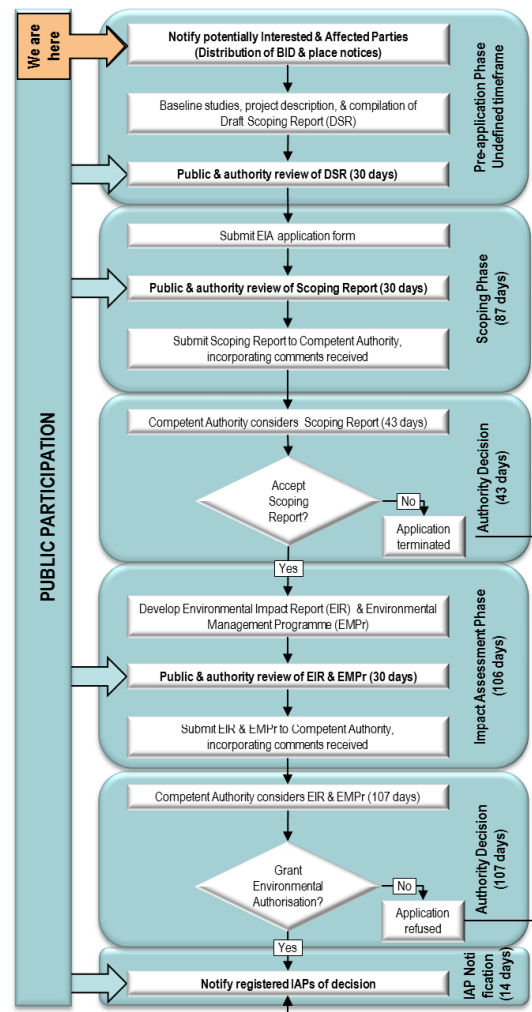 We are
here
PUBLIC PARTICIPATION
Notify potentially Interested & Affected Parties
(Distribution of BID & place notices)
Baseline studies, project description, & compilation of
Draft Scoping Report (DSR)
Public & authority review of DSR (30 days)
Pre-application Phase
Undefined timeframe
Submit EIA application form
Public & authority review of Scoping Report (30 days)
Submit Scoping Report to Competent Authority,
incorporating comments received
Scoping Phase
(87 days)
Competent Authority considers Scoping Report (43 days)
Accept
Scoping
Report?
No
Application
terminated
Yes
Authority Decision
(43 days)
Develop Environmental Impact Report (EIR) & Environmental
Management Programme (EMPr)
Public & authority review of EIR & EMPr (30 days)
Submit EIR & EMPr to Competent Authority,
incorporating comments received
Impact Assessment Phase
(106 days)
Competent Authority considers EIR & EMPr (107 days)
Grant
Environmental
Authorisation?
No
Application
refused
Yes
Authority Decision
(107 days)
Notify registered IAPs of decision
IAP Noti
fication
(14 days)